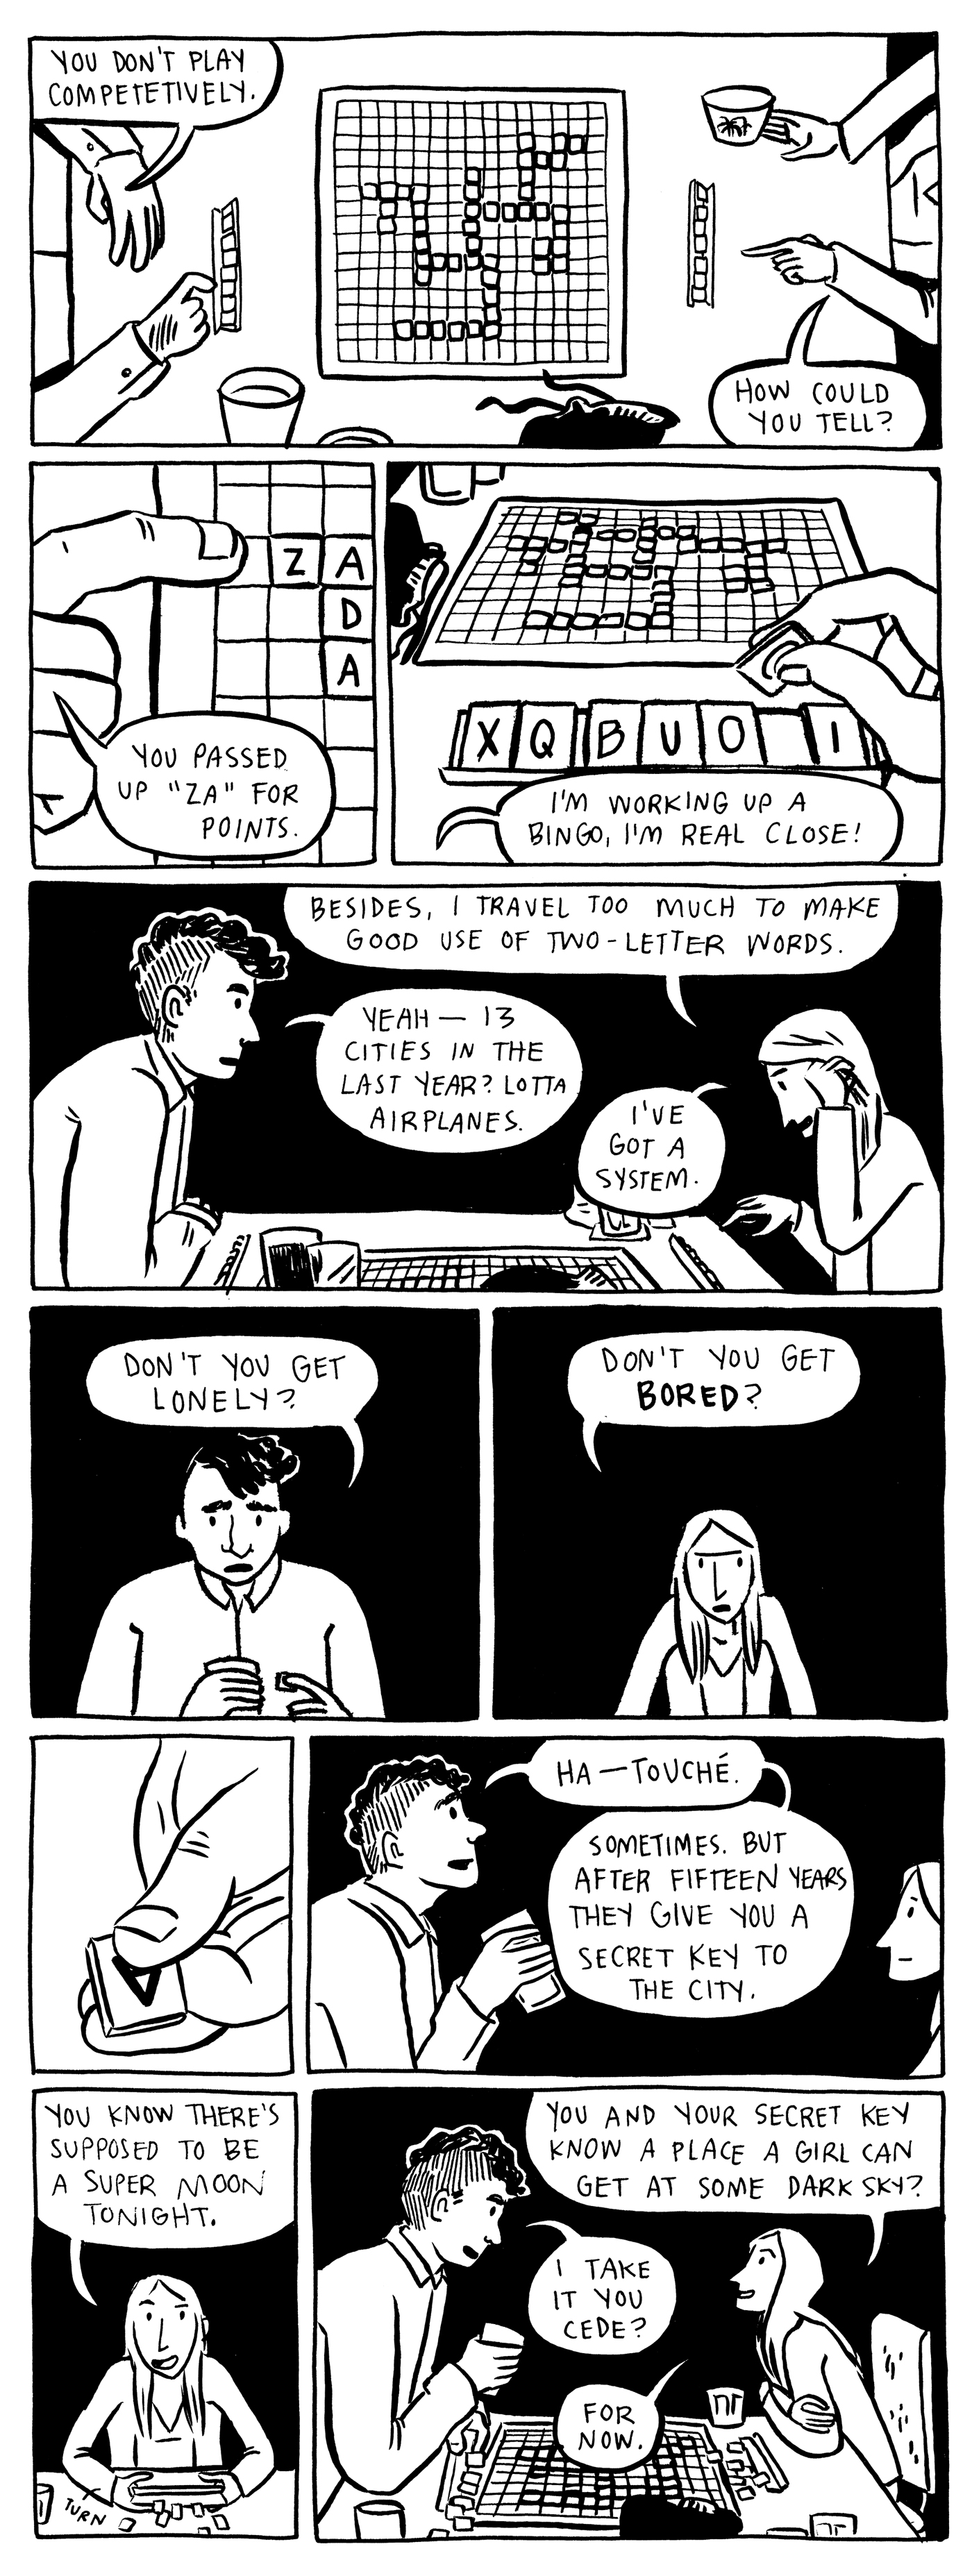 YOU DON'T PLAY
COMPETETIVELY.
HOW COULD
YOU TELL?
Z A
D
A
YOU PASSED
UP "ZA" FOR
POINTS.
X Q B U O I
I'M WORKING UP A
BINGO, I'M REAL CLOSE!
BESIDES, I TRAVEL TOO MUCH TO MAKE
GOOD USE OF TWO-LETTER WORDS.
YEAH — 13
CITIES IN THE
LAST YEAR? LOTTA
AIRPLANES.
I'VE
GOT A
SYSTEM.
DON'T YOU GET
LONELY?
DON'T YOU GET
BORED?
V
HA — TOUCHÉ.
SOMETIMES. BUT
AFTER FIFTEEN YEARS
THEY GIVE YOU A
SECRET KEY TO
THE CITY.
YOU KNOW THERE'S
SUPPOSED TO BE
A SUPER MOON
TONIGHT.
TURN
YOU AND YOUR SECRET KEY
KNOW A PLACE A GIRL CAN
GET AT SOME DARK SKY?
I TAKE
IT YOU
CEDE?
FOR
NOW.